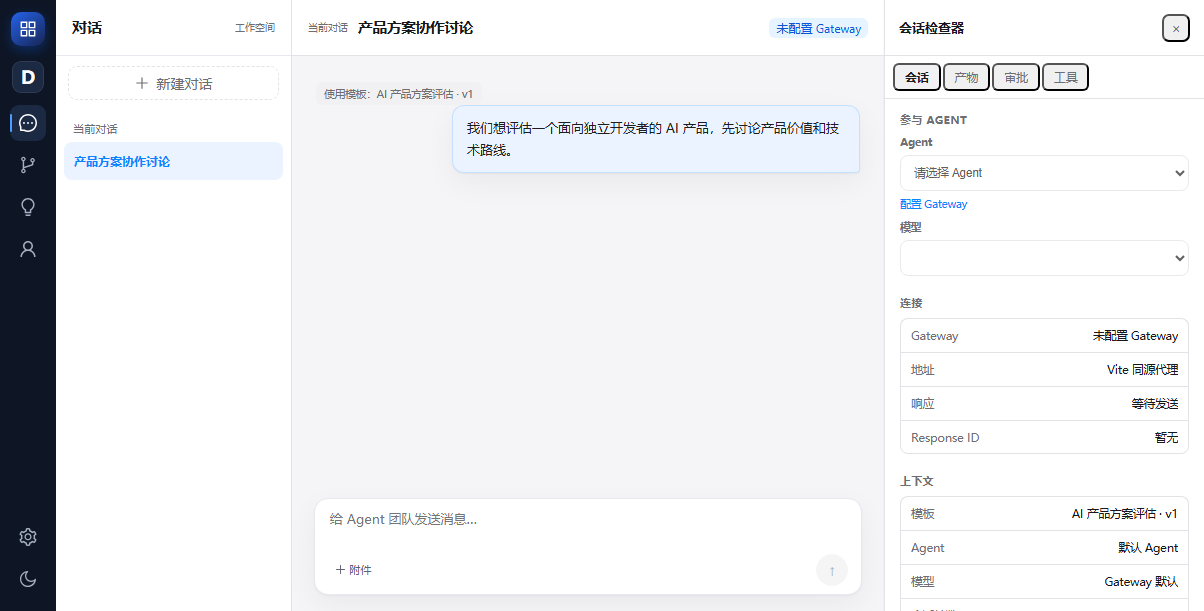 D
对话
工作空间
新建对话
当前对话
产品方案协作讨论
当前对话
产品方案协作讨论
未配置 Gateway
使用模板：AI 产品方案评估 · v1
我们想评估一个面向独立开发者的 AI 产品，先讨论产品价值和技
术路线。
给 Agent 团队发送消息...
+ 附件
↑
会话检查器
×
会话
产物
审批
工具
参与 AGENT
Agent
请选择 Agent
配置 Gateway
模型
连接
Gateway
未配置 Gateway
地址
Vite 同源代理
响应
等待发送
Response ID
暂无
上下文
模板
AI 产品方案评估 · v1
Agent
默认 Agent
模型
Gateway 默认